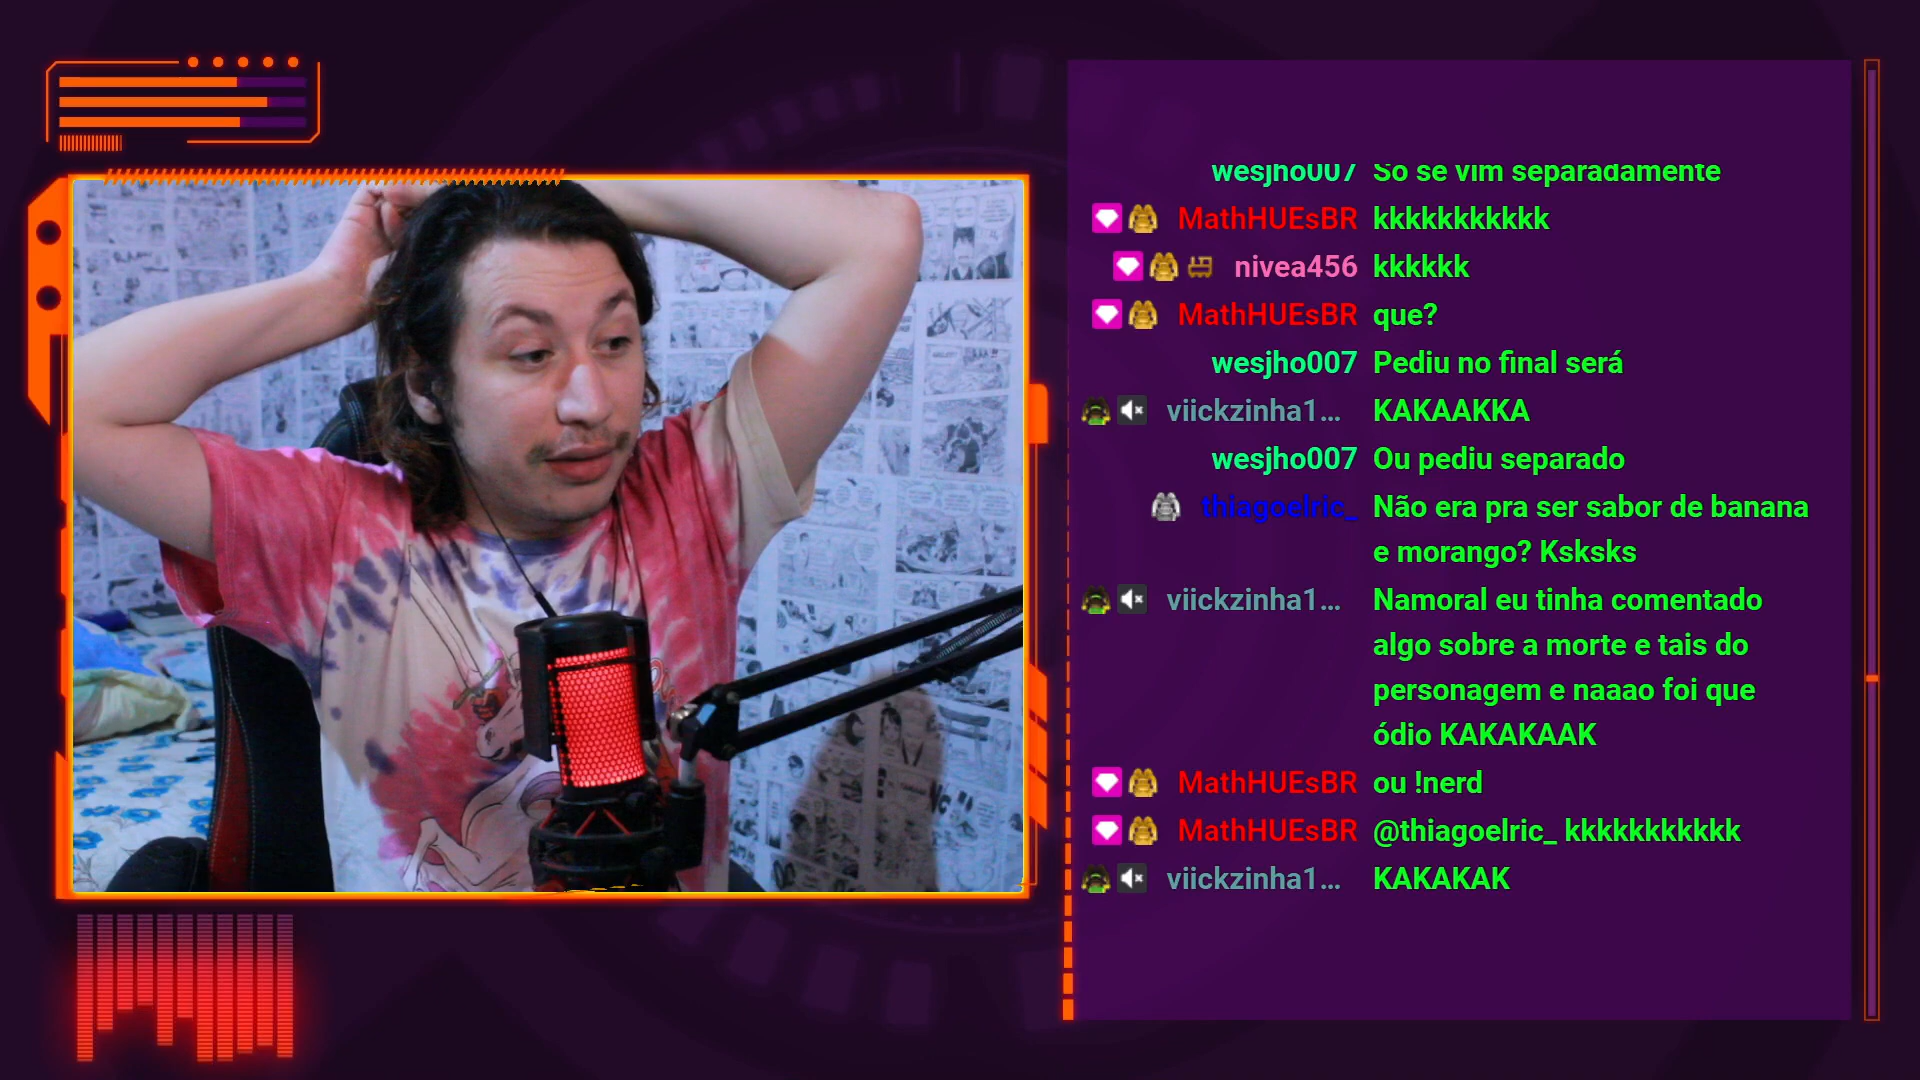 wesjho007 So se vim separadamente
MathHUEsBR kkkkkkkkkkk
nivea456 kkkkkk
MathHUEsBR que?
wesjho007 Pediu no final será
viickzinha1... KAKAAKKA
wesjho007 Ou pediu separado
thiagoelric_ Não era pra ser sabor de banana
e morango? Ksksks
viickzinha1... Namoral eu tinha comentado
algo sobre a morte e tais do
personagem e naaao foi que
ódio KAKAKAAK
MathHUEsBR ou !nerd
MathHUEsBR @thiagoelric_ kkkkkkkkkkk
viickzinha1... KAKAKAK